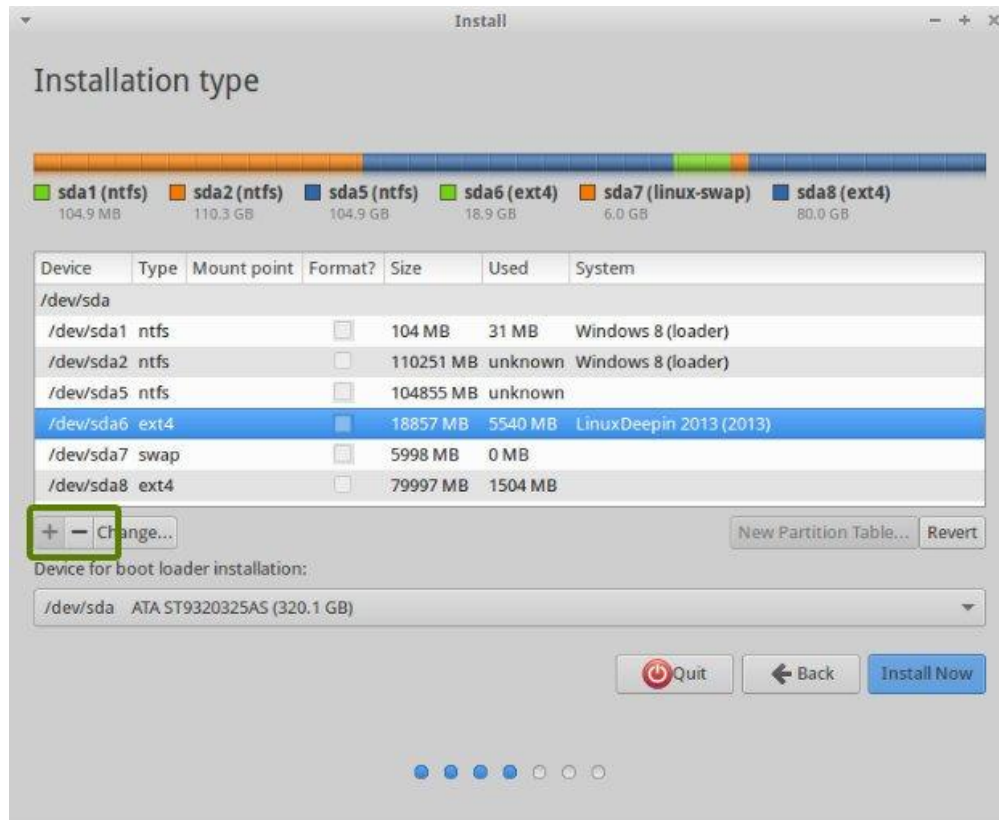 Install
Installation type
sda1 (ntfs) sda2 (ntfs) sda5 (ntfs) sda6 (ext4) sda7 (linux-swap) sda8 (ext4)
104.9 MB 110.3 GB 104.9 GB 18.9 GB 6.0 GB 80.0 GB
Device Type Mount point Format? Size Used System
/dev/sda
/dev/sda1 ntfs 104 MB 31 MB Windows 8 (loader)
/dev/sda2 ntfs 110251 MB unknown Windows 8 (loader)
/dev/sda5 ntfs 104855 MB unknown
/dev/sda6 ext4 18857 MB 5540 MB LinuxDeepin 2013 (2013)
/dev/sda7 swap 5998 MB 0 MB
/dev/sda8 ext4 79997 MB 1504 MB
+ − Change... New Partition Table... Revert
Device for boot loader installation:
/dev/sda ATA ST9320325AS (320.1 GB)
Quit Back Install Now